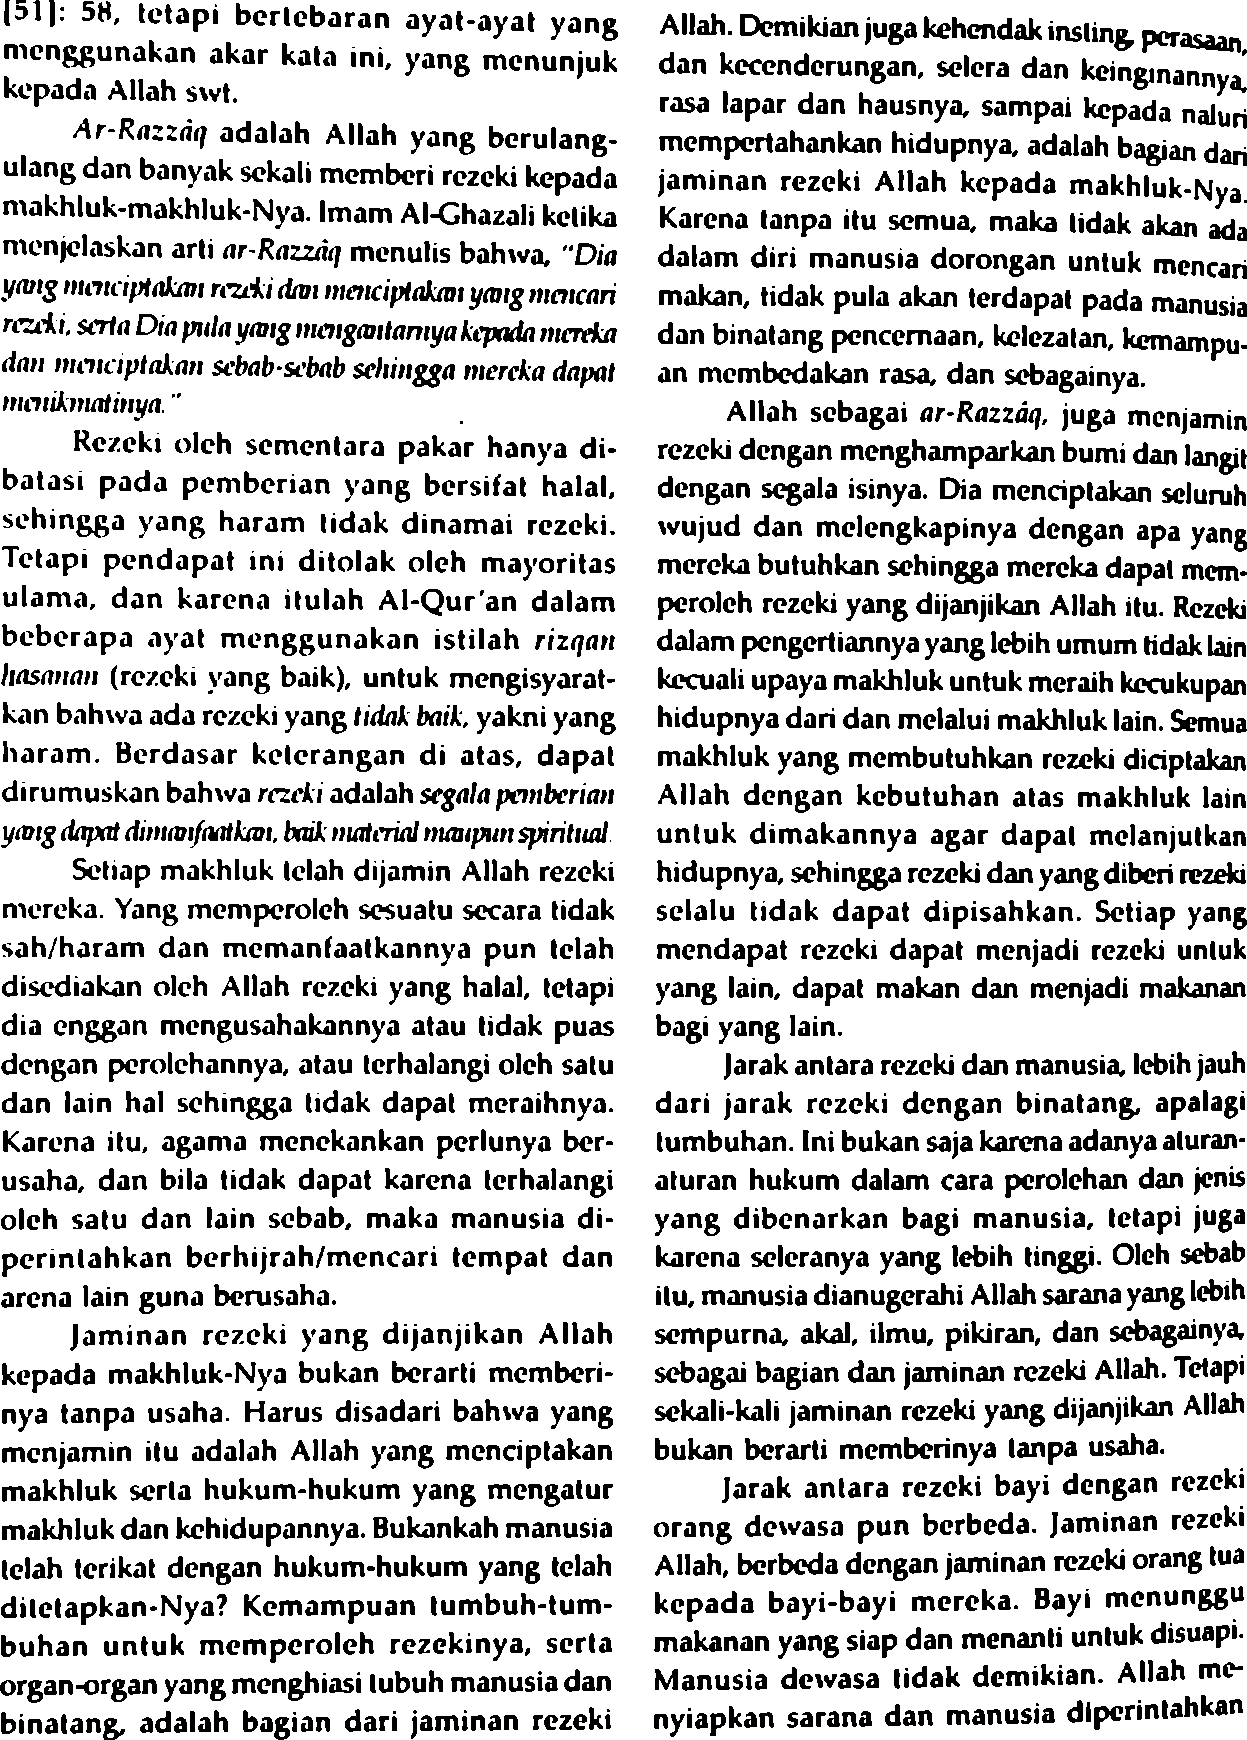 [51]: 58, tetapi bertebaran ayat-ayat yang
menggunakan akar kata ini, yang menunjuk
kepada Allah swt.
Ar-Razzâq adalah Allah yang berulang-
ulang dan banyak sekali memberi rezeki kepada
makhluk-makhluk-Nya. Imam Al-Ghazali ketika
menjelaskan arti ar-Razzâq menulis bahwa, "Dia
yang menciptakan rezeki dan menciptakan yang mencari
rezeki, serta Dia pula yang mengantarnya kepada mereka
dan menciptakan sebab-sebab sehingga mereka dapat
menikmatinya."
Rezeki oleh sementara pakar hanya di-
batasi pada pemberian yang bersifat halal,
sehingga yang haram tidak dinamai rezeki.
Tetapi pendapat ini ditolak oleh mayoritas
ulama, dan karena itulah Al-Qur'an dalam
beberapa ayat menggunakan istilah rizqan
hasanan (rezeki yang baik), untuk mengisyarat-
kan bahwa ada rezeki yang tidak baik, yakni yang
haram. Berdasar keterangan di atas, dapat
dirumuskan bahwa rezeki adalah segala pemberian
yang dapat dimanfaatkan, baik material maupun spiritual.
Setiap makhluk telah dijamin Allah rezeki
mereka. Yang memperoleh sesuatu secara tidak
sah/haram dan memanfaatkannya pun telah
disediakan oleh Allah rezeki yang halal, tetapi
dia enggan mengusahakannya atau tidak puas
dengan perolehannya, atau terhalangi oleh satu
dan lain hal sehingga tidak dapat meraihnya.
Karena itu, agama menekankan perlunya ber-
usaha, dan bila tidak dapat karena terhalangi
oleh satu dan lain sebab, maka manusia di-
perintahkan berhijrah/mencari tempat dan
arena lain guna berusaha.
Jaminan rezeki yang dijanjikan Allah
kepada makhluk-Nya bukan berarti memberi-
nya tanpa usaha. Harus disadari bahwa yang
menjamin itu adalah Allah yang menciptakan
makhluk serta hukum-hukum yang mengatur
makhluk dan kehidupannya. Bukankah manusia
telah terikat dengan hukum-hukum yang telah
ditetapkan-Nya? Kemampuan tumbuh-tum-
buhan untuk memperoleh rezekinya, serta
organ-organ yang menghiasi tubuh manusia dan
binatang, adalah bagian dari jaminan rezeki
Allah. Demikian juga kehendak insting, perasaan,
dan kecenderungan, selera dan keinginannya,
rasa lapar dan hausnya, sampai kepada naluri
mempertahankan hidupnya, adalah bagian dari
jaminan rezeki Allah kepada makhluk-Nya.
Karena tanpa itu semua, maka tidak akan ada
dalam diri manusia dorongan untuk mencari
makan, tidak pula akan terdapat pada manusia
dan binatang pencernaan, kelezatan, kemampu-
an membedakan rasa, dan sebagainya.
Allah sebagai ar-Razzâq, juga menjamin
rezeki dengan menghamparkan bumi dan langit
dengan segala isinya. Dia menciptakan seluruh
wujud dan melengkapinya dengan apa yang
mereka butuhkan sehingga mereka dapat mem-
peroleh rezeki yang dijanjikan Allah itu. Rezeki
dalam pengertiannya yang lebih umum tidak lain
kecuali upaya makhluk untuk meraih kecukupan
hidupnya dari dan melalui makhluk lain. Semua
makhluk yang membutuhkan rezeki diciptakan
Allah dengan kebutuhan atas makhluk lain
untuk dimakannya agar dapat melanjutkan
hidupnya, sehingga rezeki dan yang diberi rezeki
selalu tidak dapat dipisahkan. Setiap yang
mendapat rezeki dapat menjadi rezeki untuk
yang lain, dapat makan dan menjadi makanan
bagi yang lain.
Jarak antara rezeki dan manusia, lebih jauh
dari jarak rezeki dengan binatang, apalagi
tumbuhan. Ini bukan saja karena adanya aturan-
aturan hukum dalam cara perolehan dan jenis
yang dibenarkan bagi manusia, tetapi juga
karena seleranya yang lebih tinggi. Oleh sebab
itu, manusia dianugerahi Allah sarana yang lebih
sempurna, akal, ilmu, pikiran, dan sebagainya,
sebagai bagian dan jaminan rezeki Allah. Tetapi
sekali-kali jaminan rezeki yang dijanjikan Allah
bukan berarti memberinya tanpa usaha.
Jarak antara rezeki bayi dengan rezeki
orang dewasa pun berbeda. Jaminan rezeki
Allah, berbeda dengan jaminan rezeki orang tua
kepada bayi-bayi mereka. Bayi menunggu
makanan yang siap dan menanti untuk disuapi.
Manusia dewasa tidak demikian. Allah me-
nyiapkan sarana dan manusia diperintahkan